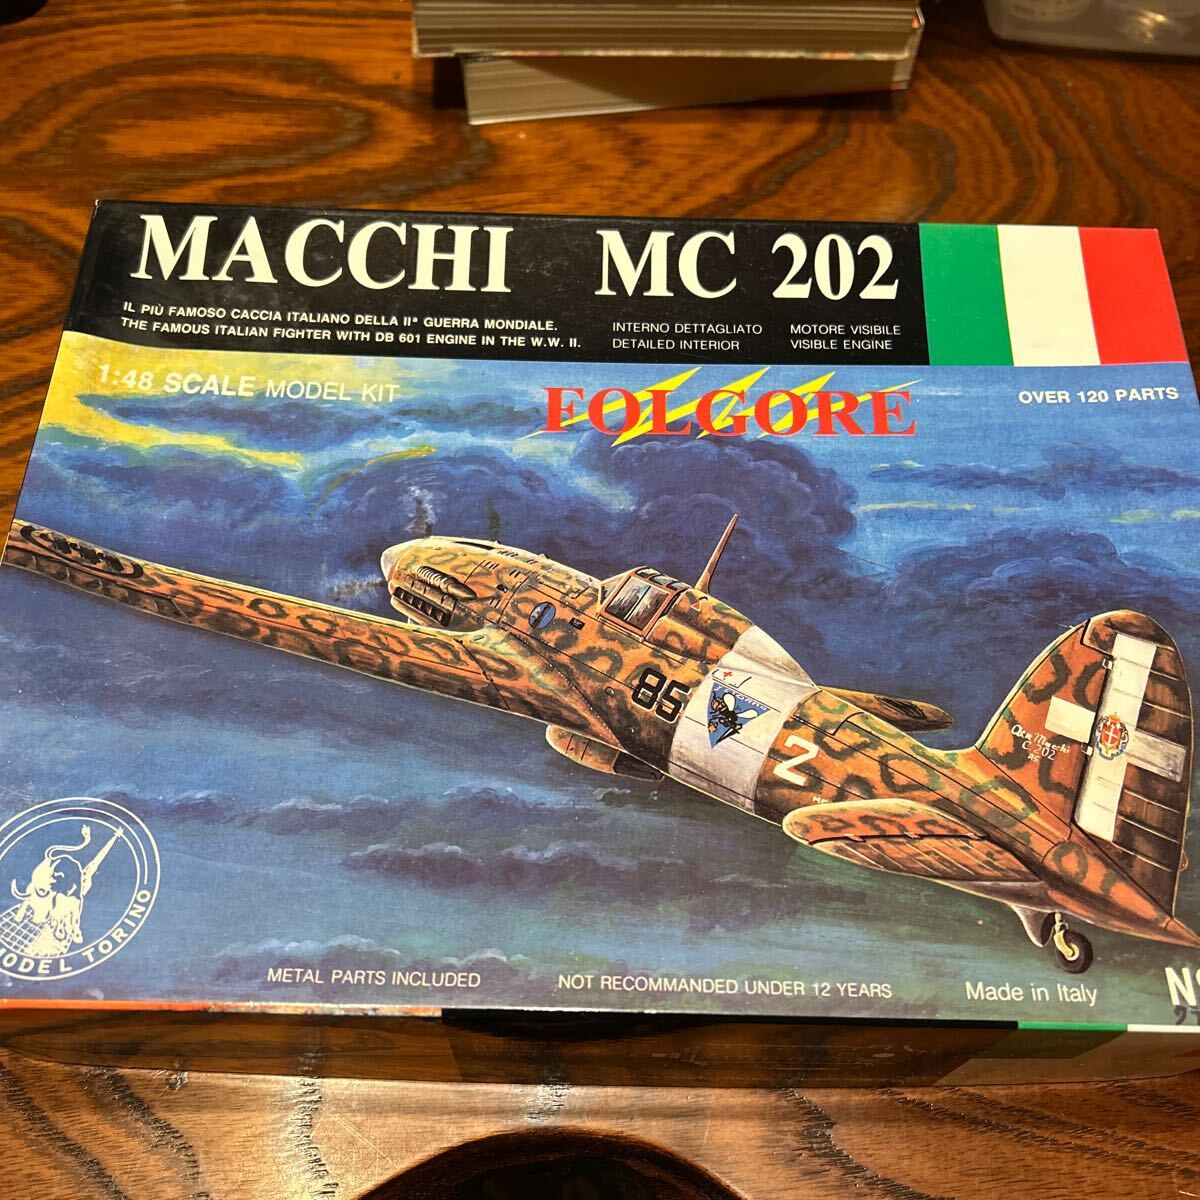 MACCHI MC 202
IL PIÙ FAMOSO CACCIA ITALIANO DELLA IIª GUERRA MONDIALE.
THE FAMOUS ITALIAN FIGHTER WITH DB 601 ENGINE IN THE W.W. II.
INTERNO DETTAGLIATO
DETAILED INTERIOR
MOTORE VISIBILE
VISIBLE ENGINE
1:48 SCALE MODEL KIT
FOLGORE
OVER 120 PARTS
85
2
C. 202
MODEL TORINO
METAL PARTS INCLUDED
NOT RECOMMANDED UNDER 12 YEARS
Made in Italy